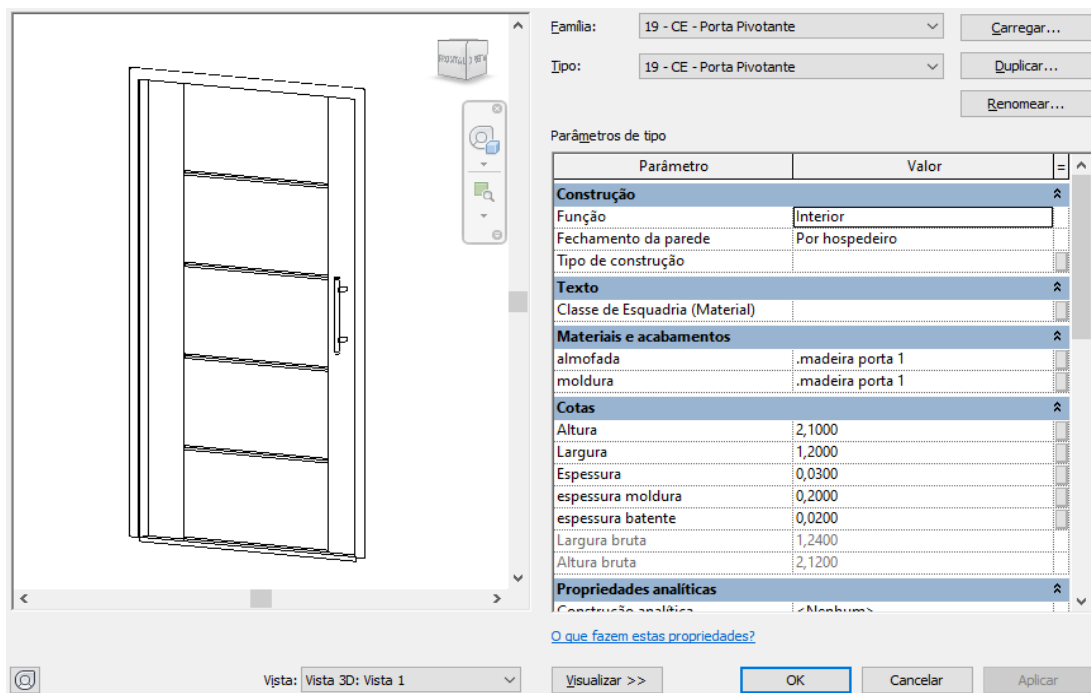 Família: 19 - CE - Porta Pivotante Carregar...
Tipo: 19 - CE - Porta Pivotante Duplicar...
Renomear...
Parâmetros de tipo
Parâmetro Valor =
Construção
Função Interior
Fechamento da parede Por hospedeiro
Tipo de construção
Texto
Classe de Esquadria (Material)
Materiais e acabamentos
almofada .madeira porta 1
moldura .madeira porta 1
Cotas
Altura 2,1000
Largura 1,2000
Espessura 0,0300
espessura moldura 0,2000
espessura batente 0,0200
Largura bruta 1,2400
Altura bruta 2,1200
Propriedades analíticas
Construção analítica <Nenhum>
O que fazem estas propriedades?
Vista: Vista 3D: Vista 1 Visualizar >> OK Cancelar Aplicar